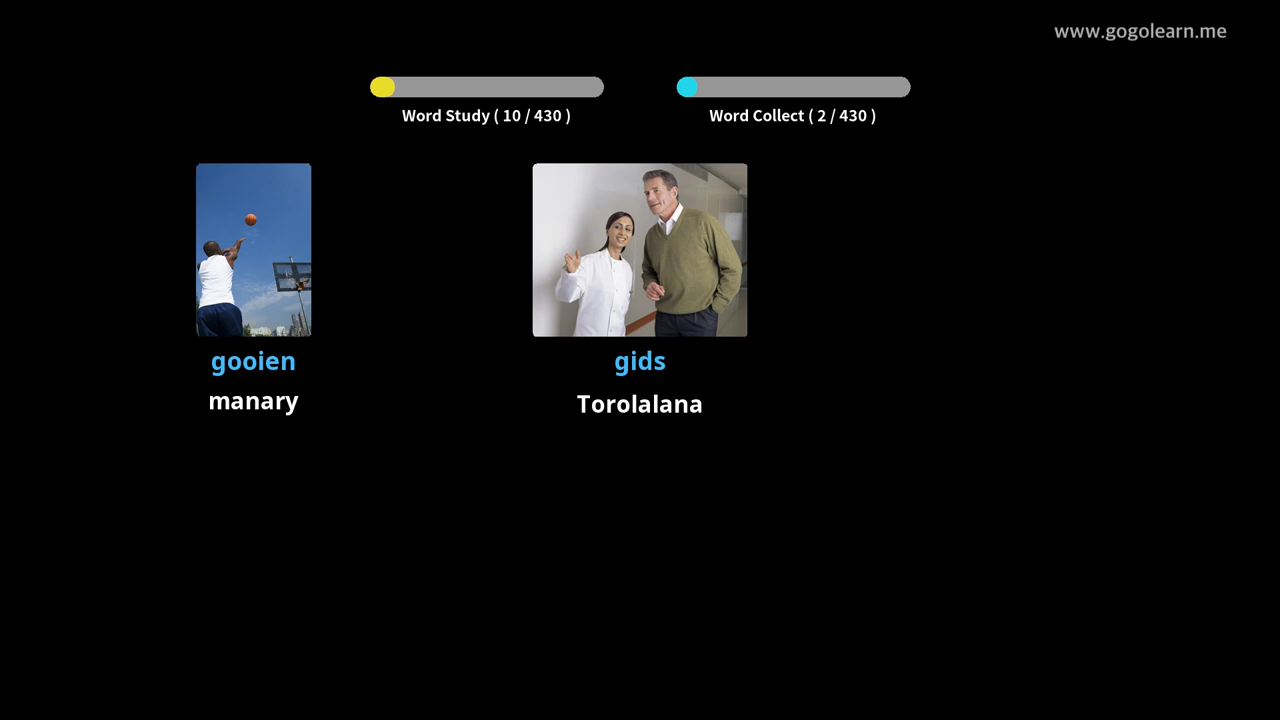 www.gogolearn.me
Word Study ( 10 / 430 )
Word Collect ( 2 / 430 )
gooien
manary
gids
Torolalana